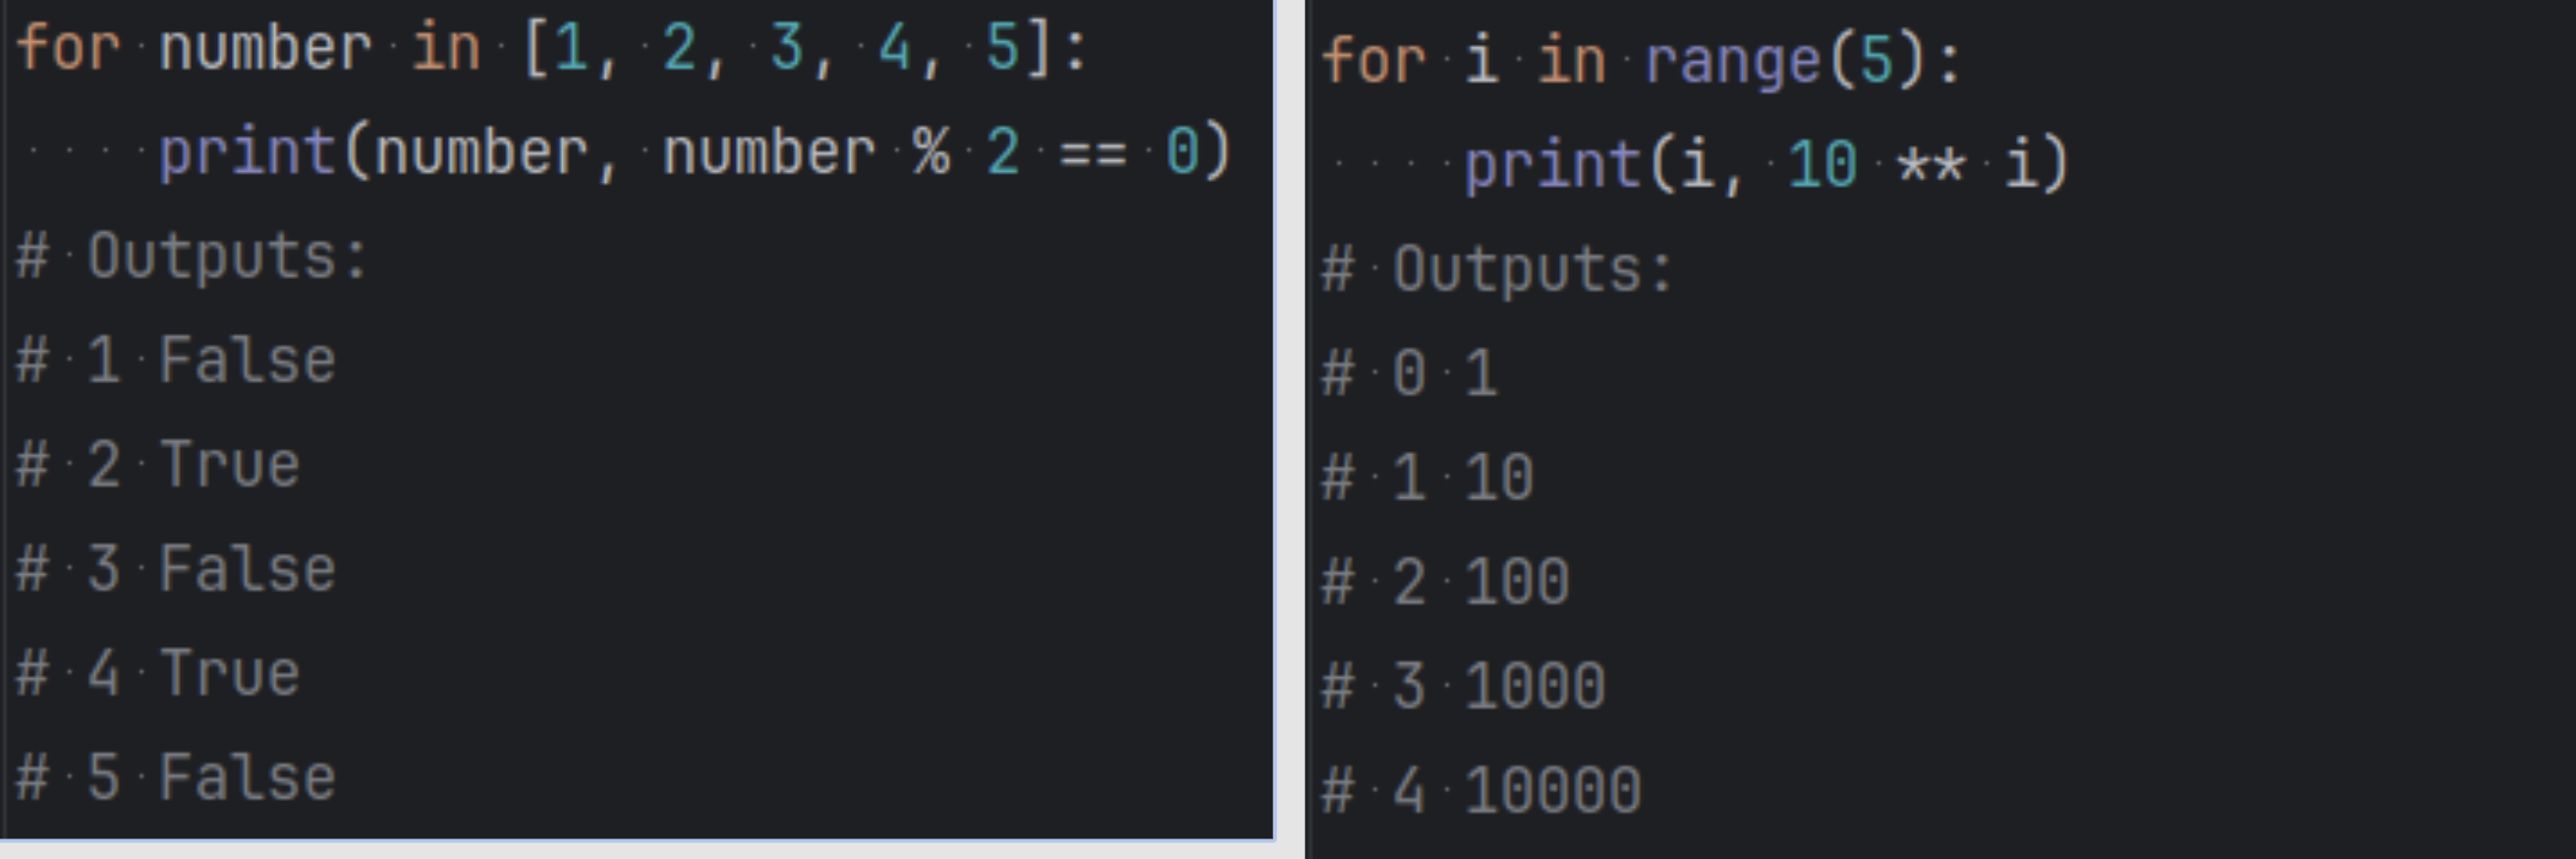 for number in [1, 2, 3, 4, 5]:
    print(number, number % 2 == 0)
# Outputs:
# 1 False
# 2 True
# 3 False
# 4 True
# 5 False
for i in range(5):
    print(i, 10 ** i)
# Outputs:
# 0 1
# 1 10
# 2 100
# 3 1000
# 4 10000